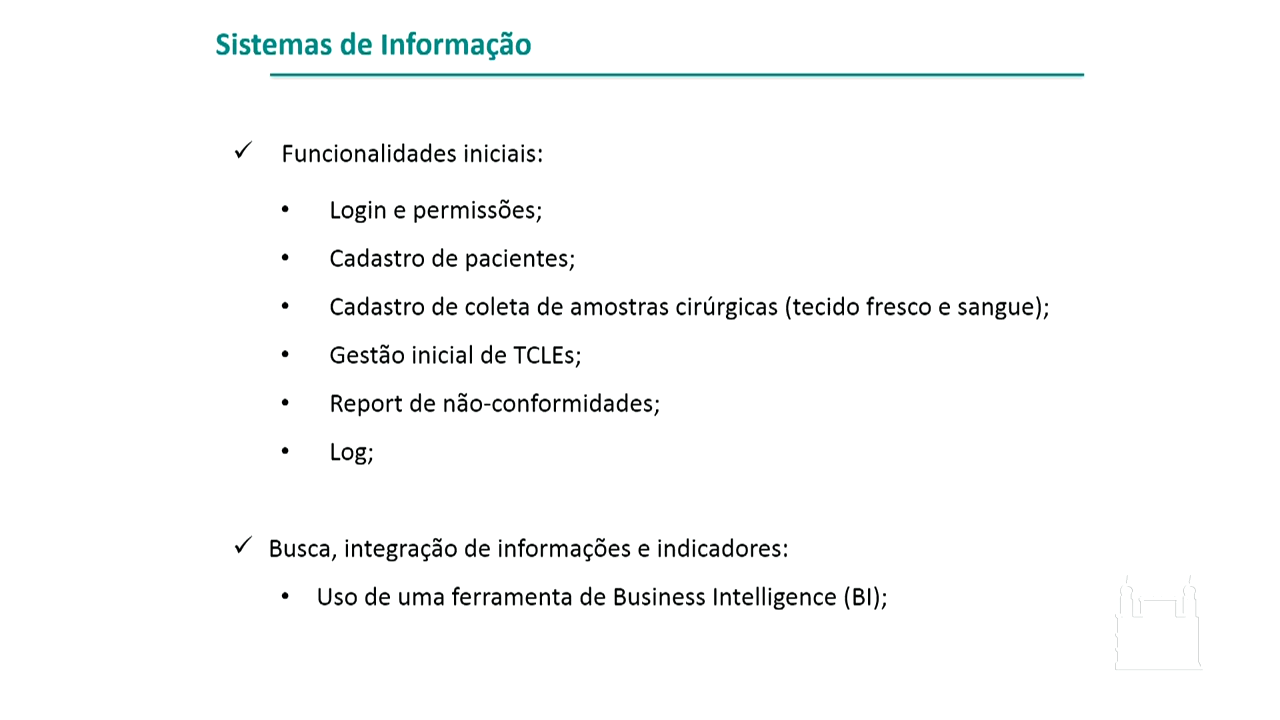 Sistemas de Informação
✓ Funcionalidades iniciais:
• Login e permissões;
• Cadastro de pacientes;
• Cadastro de coleta de amostras cirúrgicas (tecido fresco e sangue);
• Gestão inicial de TCLEs;
• Report de não-conformidades;
• Log;
✓ Busca, integração de informações e indicadores:
• Uso de uma ferramenta de Business Intelligence (BI);